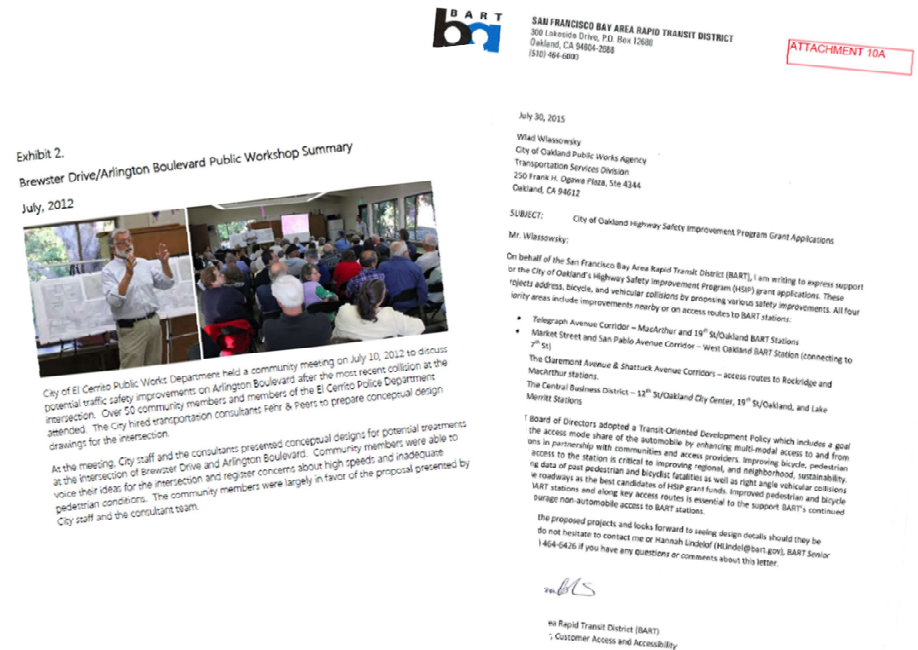 Exhibit 2.
Brewster Drive/Arlington Boulevard Public Workshop Summary
July, 2012
City of El Cerrito Public Works Department held a community meeting on July 10, 2012 to discuss
potential traffic safety improvements on Arlington Boulevard after the most recent collision at the
intersection. Over 50 community members and members of the El Cerrito Police Department
attended. The City hired transportation consultants Fehr & Peers to prepare conceptual design
drawings for the intersection.
At the meeting, City staff and the consultants presented conceptual designs for potential treatments
at the intersection of Brewster Drive and Arlington Boulevard. Community members were able to
voice their ideas for the intersection and register concerns about high speeds and inadequate
pedestrian conditions. The community members were largely in favor of the proposal presented by
City staff and the consultant team.
BART
ba
SAN FRANCISCO BAY AREA RAPID TRANSIT DISTRICT
300 Lakeside Drive, P.O. Box 12688
Oakland, CA 94604-2688
(510) 464-6000
ATTACHMENT 10A
July 30, 2015
Wlad Wlassowsky
City of Oakland Public Works Agency
Transportation Services Division
250 Frank H. Ogawa Plaza, Ste 4344
Oakland, CA 94612
SUBJECT: City of Oakland Highway Safety Improvement Program Grant Applications
Mr. Wlassowsky:
On behalf of the San Francisco Bay Area Rapid Transit District (BART), I am writing to express support
or the City of Oakland's Highway Safety Improvement Program (HSIP) grant applications. These
rojects address, bicycle, and vehicular collisions by proposing various safety improvements. All four
iority areas include improvements nearby or on access routes to BART stations:
• Telegraph Avenue Corridor – MacArthur and 19th St/Oakland BART Stations
• Market Street and San Pablo Avenue Corridor – West Oakland BART Station (connecting to
7th St)
The Claremont Avenue & Shattuck Avenue Corridors – access routes to Rockridge and
MacArthur stations.
The Central Business District – 12th St/Oakland City Center, 19th St/Oakland, and Lake
Merritt Stations
Board of Directors adopted a Transit-Oriented Development Policy which includes a goal
the access mode share of the automobile by enhancing multi-modal access to and from
ons in partnership with communities and access providers. Improving bicycle, pedestrian
access to the station is critical to improving regional, and neighborhood, sustainability.
ng data of past pedestrian and bicyclist fatalities as well as right angle vehicular collisions
e roadways as the best candidates of HSIP grant funds. Improved pedestrian and bicycle
ART stations and along key access routes is essential to the support BART's continued
ourage non-automobile access to BART stations.
the proposed projects and looks forward to seeing design details should they be
do not hesitate to contact me or Hannah Lindelof (HLindel@bart.gov), BART Senior
) 464-6426 if you have any questions or comments about this letter.
ea Rapid Transit District (BART)
, Customer Access and Accessibility